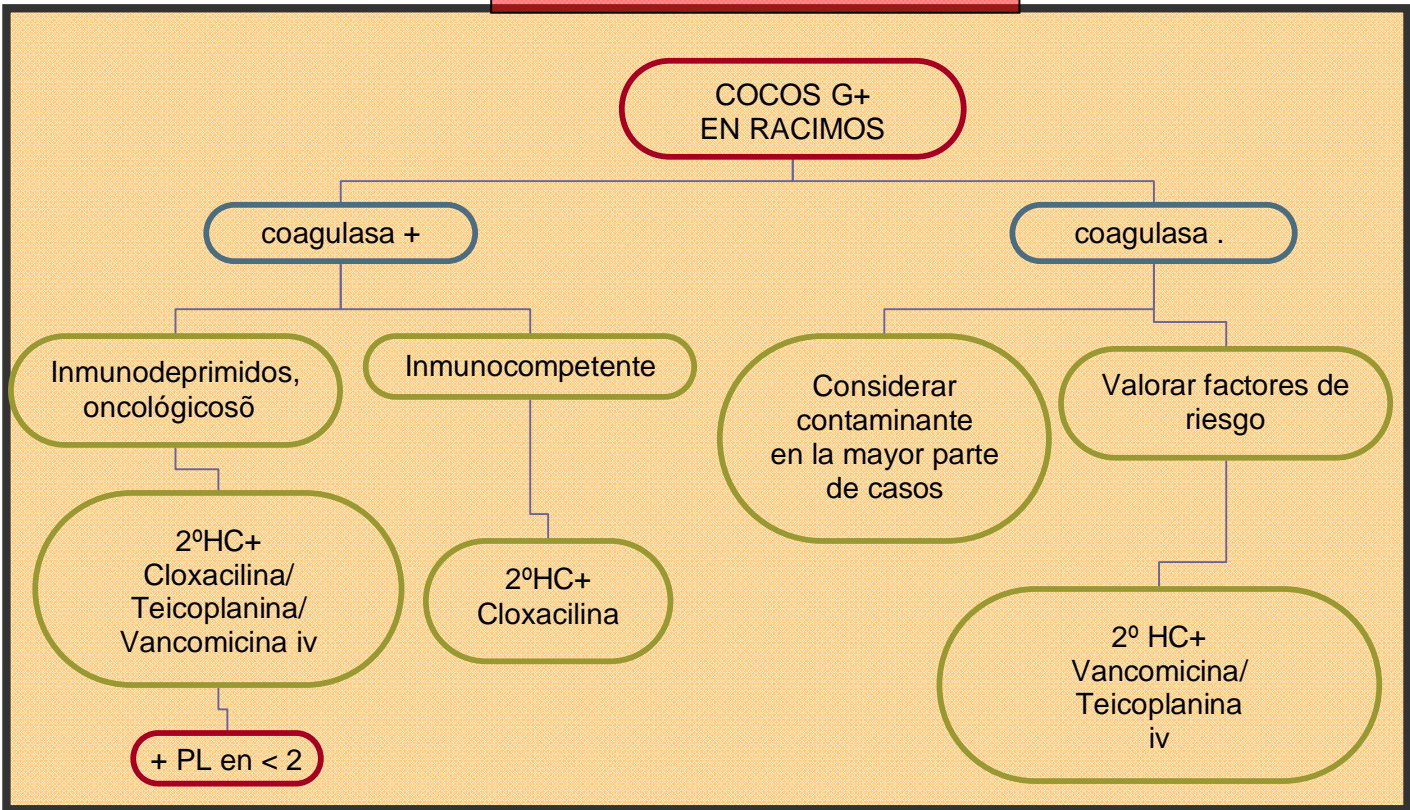 COCOS G+
EN RACIMOS
coagulasa +
coagulasa .
Inmunodeprimidos,
oncológicosõ
Inmunocompetente
Considerar
contaminante
en la mayor parte
de casos
Valorar factores de
riesgo
2ºHC+
Cloxacilina/
Teicoplanina/
Vancomicina iv
2ºHC+
Cloxacilina
2º HC+
Vancomicina/
Teicoplanina
iv
+ PL en < 2